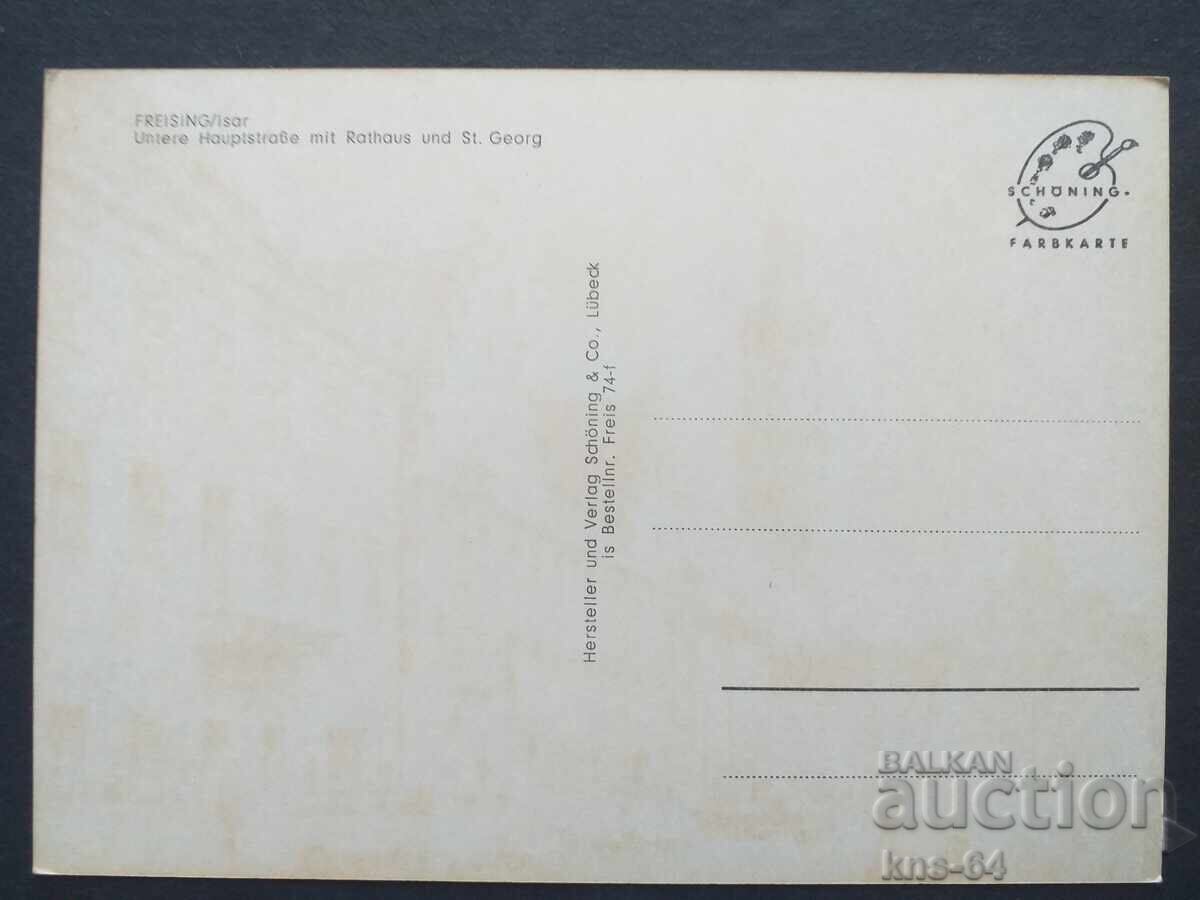 FREISING/Isar
Untere Hauptstraße mit Rathaus und St. Georg
SCHÖNING-
FARBKARTE
Hersteller und Verlag Schöning & Co., Lübeck
is Bestellnr. Freis 74-f
BALKAN
auction
kns-64